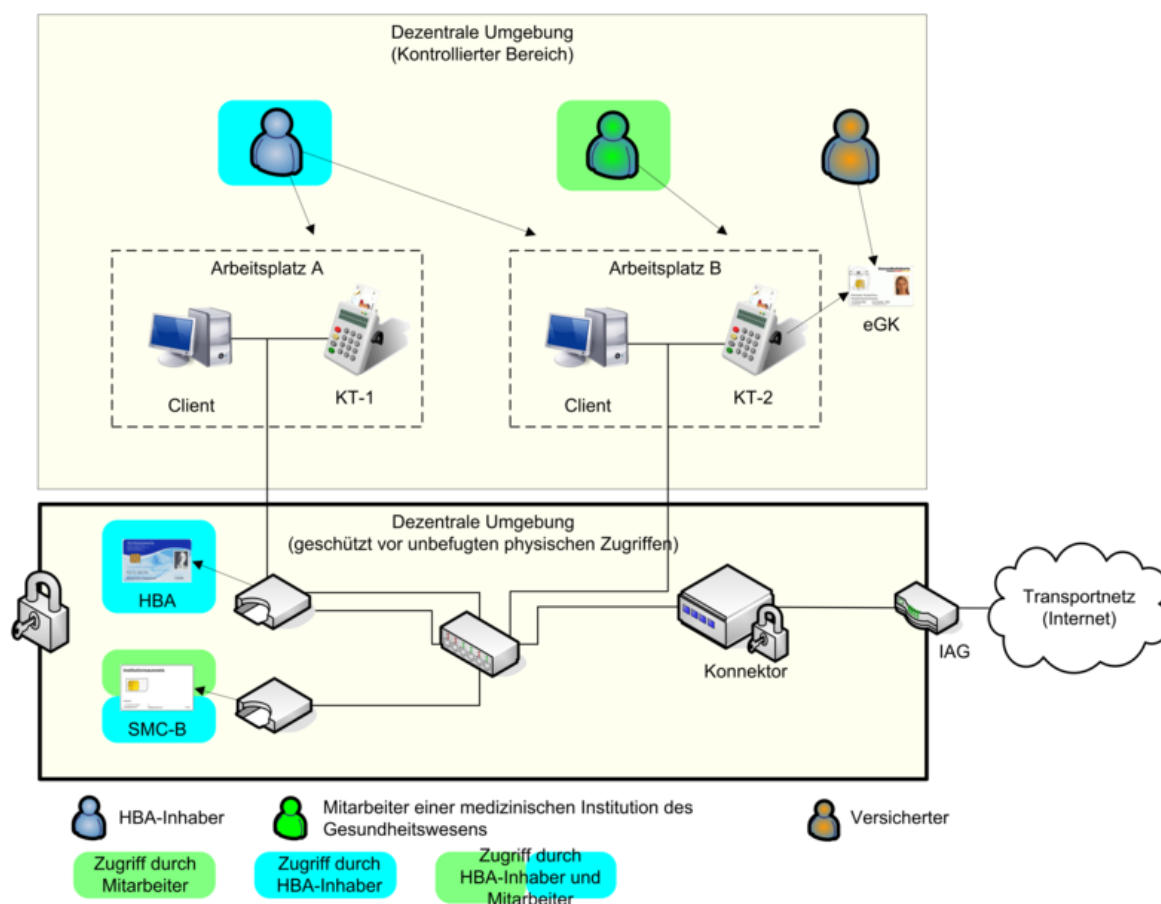 Dezentrale Umgebung
(Kontrollierter Bereich)
Arbeitsplatz A
Arbeitsplatz B
eGK
Client
KT-1
Client
KT-2
Dezentrale Umgebung
(geschützt vor unbefugten physischen Zugriffen)
HBA
Transportnetz
(Internet)
IAG
Konnektor
SMC-B
HBA-Inhaber
Mitarbeiter einer medizinischen Institution des
Gesundheitswesens
Versicherter
Zugriff durch
Mitarbeiter
Zugriff durch
HBA-Inhaber
Zugriff durch
HBA-Inhaber und
Mitarbeiter